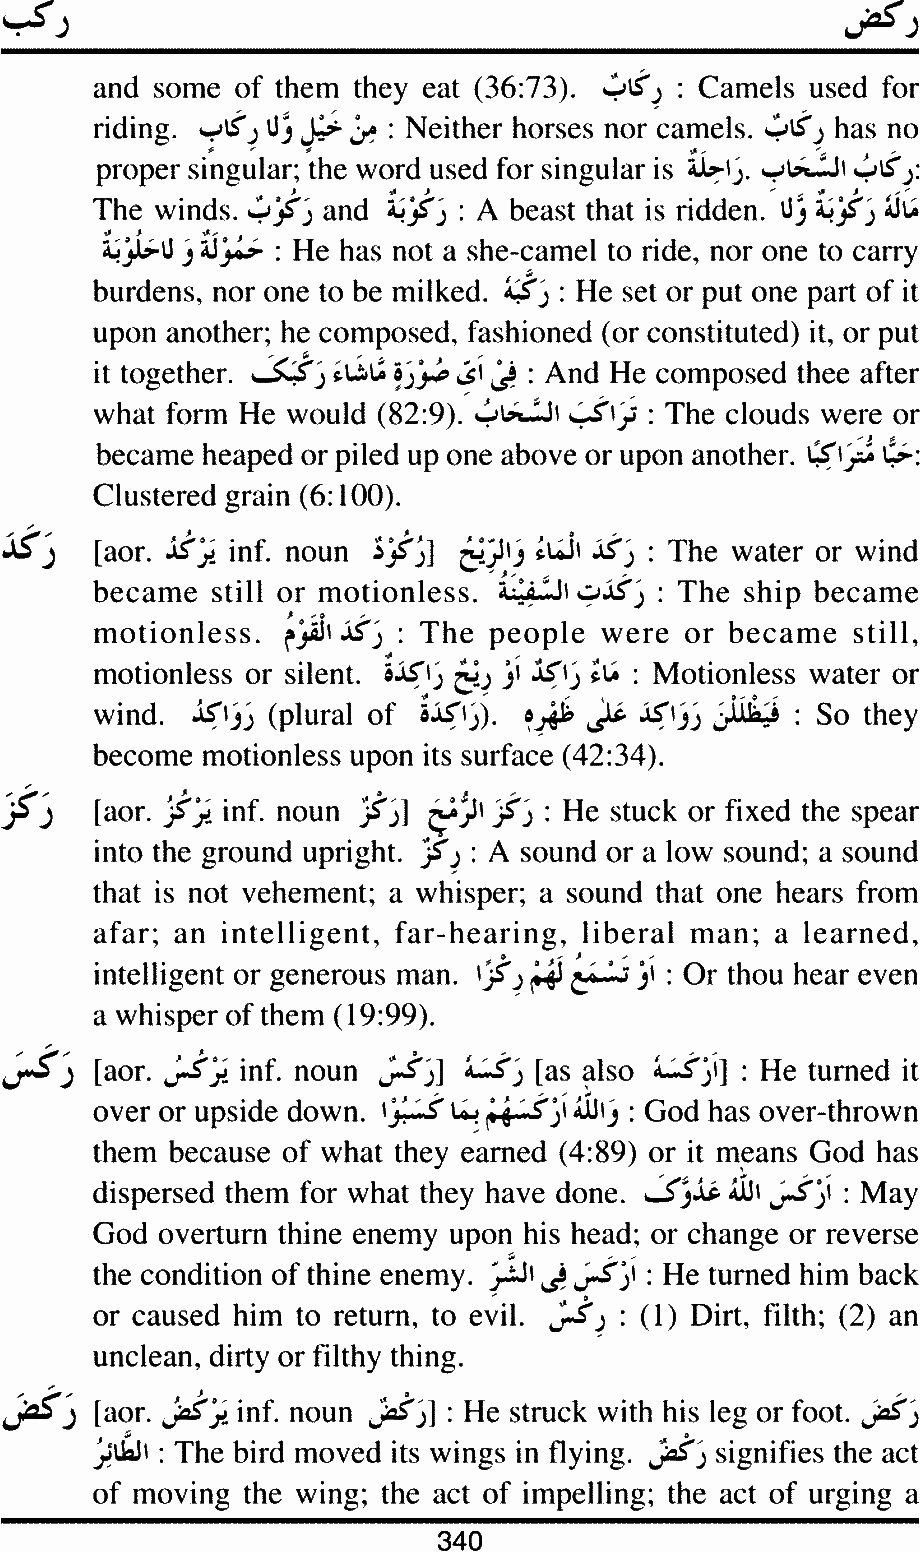 ركب ركض
and some of them they eat (36:73). رِكَابٌ : Camels used for
riding. مِنْ خَيْلٍ وَّلَا رِكَابٍ : Neither horses nor camels. رِكَابٌ has no
proper singular; the word used for singular is رَاحِلَةٌ. رِكَابُ السَّحَابِ:
The winds. رَكُوْبٌ and رَكُوْبَةٌ : A beast that is ridden. مَالَهُ رَكُوْبَةٌ وَّلَا
حَمُوْلَةٌ وَ لَاحَلُوْبَةٌ : He has not a she-camel to ride, nor one to carry
burdens, nor one to be milked. رَكَّبَهُ : He set or put one part of it
upon another; he composed, fashioned (or constituted) it, or put
it together. فِىْ اَىِّ صُوْرَةٍ مَّاشَاءَ رَكَّبَكَ : And He composed thee after
what form He would (82:9). تَرَاكَبَ السَّحَابُ : The clouds were or
became heaped or piled up one above or upon another. حَبًّا مُّتَرَاكِبًا:
Clustered grain (6:100).
رَكَدَ [aor. يَرْكُدُ inf. noun رُكُوْدٌ] رَكَدَ الْمَاءُ وَالرِّيْحُ : The water or wind
became still or motionless. رَكَدَتِ السَّفِيْنَةُ : The ship became
motionless. رَكَدَ الْقَوْمُ : The people were or became still,
motionless or silent. مَاءٌ رَاكِدٌ اَوْ رِيْحٌ رَاكِدَةٌ : Motionless water or
wind. رَوَاكِدُ (plural of رَاكِدَةٌ). فَيَظْلَلْنَ رَوَاكِدَ عَلٰى ظَهْرِهٖ : So they
become motionless upon its surface (42:34).
رَكَزَ [aor. يَرْكُزُ inf. noun رَكْزٌ] رَكَزَ الرُّمْحَ : He stuck or fixed the spear
into the ground upright. رِكْزٌ : A sound or a low sound; a sound
that is not vehement; a whisper; a sound that one hears from
afar; an intelligent, far-hearing, liberal man; a learned,
intelligent or generous man. اَوْ تَسْمَعُ لَهُمْ رِكْزًا : Or thou hear even
a whisper of them (19:99).
رَكَسَ [aor. يَرْكُسُ inf. noun رَكْسٌ] رَكَسَهُ [as also اَرْكَسَهُ] : He turned it
over or upside down. وَاللّٰهُ اَرْكَسَهُمْ بِمَا كَسَبُوْا : God has over-thrown
them because of what they earned (4:89) or it means God has
dispersed them for what they have done. اَرْكَسَ اللّٰهُ عَدُوَّكَ : May
God overturn thine enemy upon his head; or change or reverse
the condition of thine enemy. اَرْكَسَ فِى الشَّرِّ : He turned him back
or caused him to return, to evil. رِكْسٌ : (1) Dirt, filth; (2) an
unclean, dirty or filthy thing.
رَكَضَ [aor. يَرْكُضُ inf. noun رَكْضٌ] : He struck with his leg or foot. رَكَضَ
الطَّائِرُ : The bird moved its wings in flying. رَكْضٌ signifies the act
of moving the wing; the act of impelling; the act of urging a
340